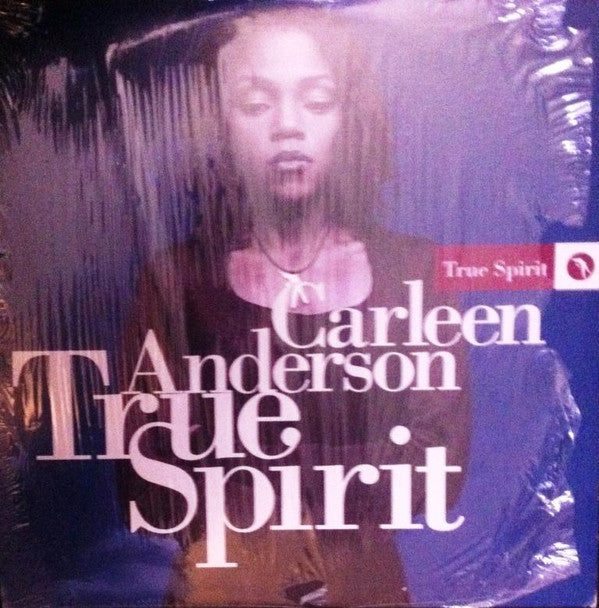 True Spirit
Carleen
Anderson
True
Spirit